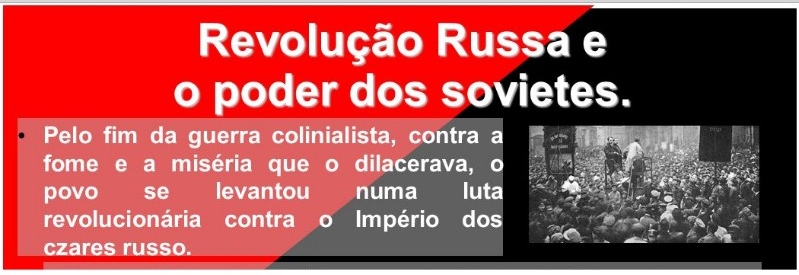 Revolução Russa e
o poder dos sovietes.
• Pelo fim da guerra colinialista, contra a
fome e a miséria que o dilacerava, o
povo se levantou numa luta
revolucionária contra o Império dos
czares russo.